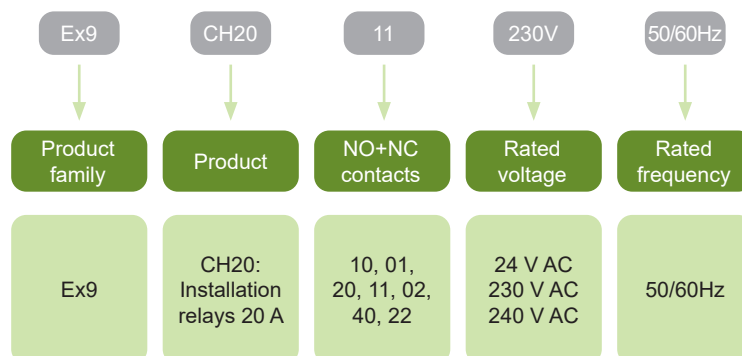 Ex9 CH20 11 230V 50/60Hz
Product family
Product
NO+NC contacts
Rated voltage
Rated frequency
Ex9
CH20:
Installation
relays 20 A
10, 01,
20, 11, 02,
40, 22
24 V AC
230 V AC
240 V AC
50/60Hz